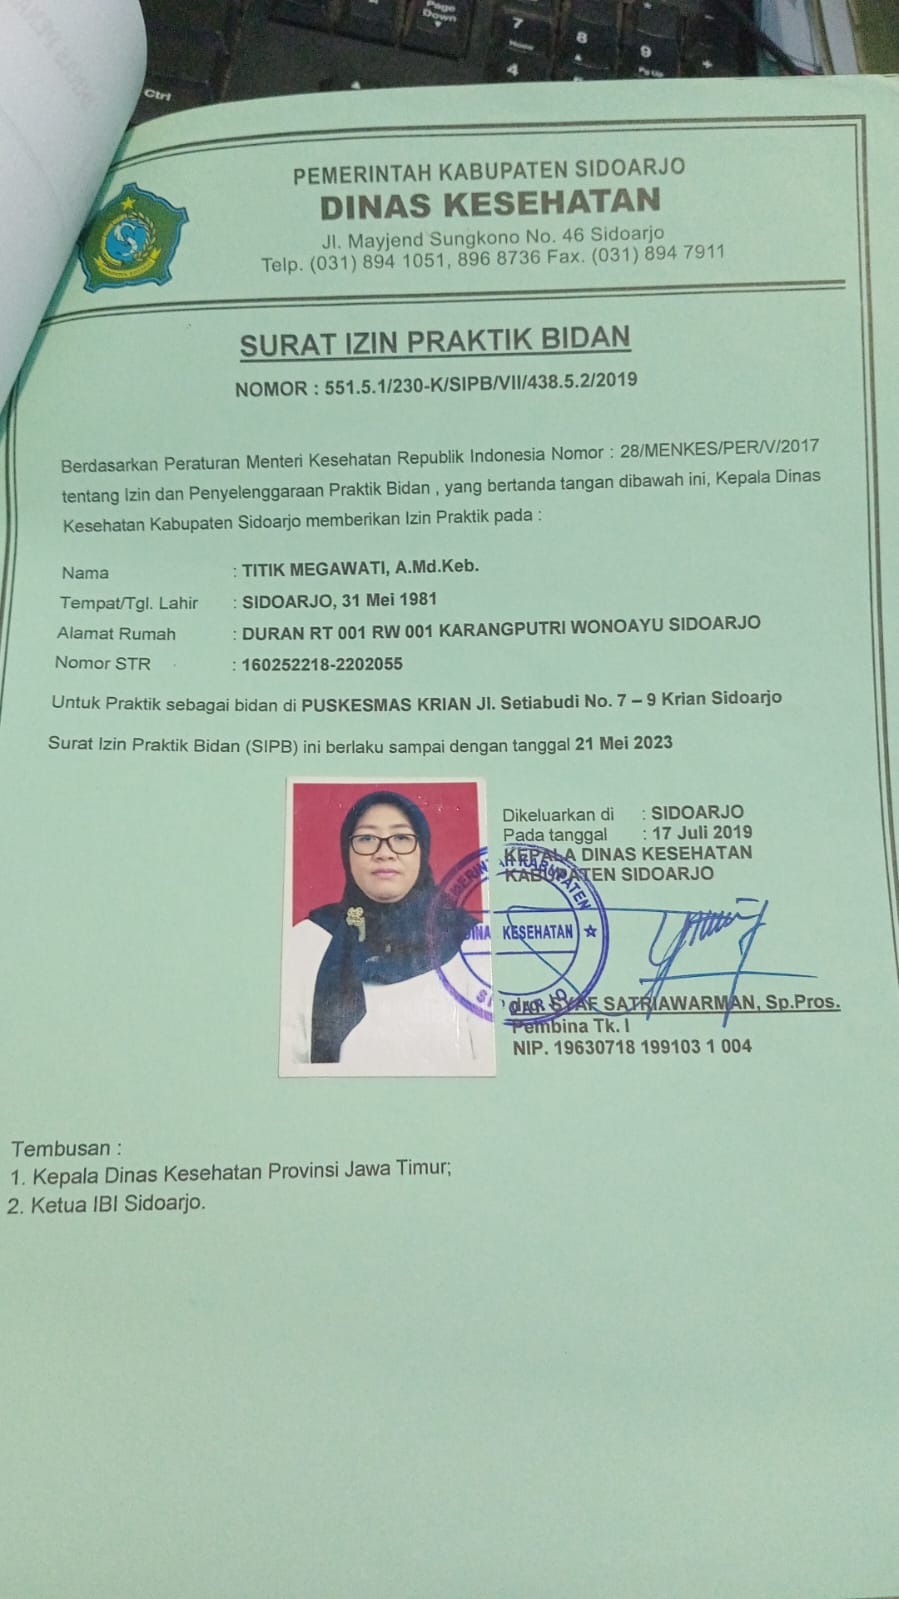 Page
Down
7
Home
8
9
Pg Up
4
+
Ctrl
PEMERINTAH KABUPATEN SIDOARJO
DINAS KESEHATAN
Jl. Mayjend Sungkono No. 46 Sidoarjo
Telp. (031) 894 1051, 896 8736 Fax. (031) 894 7911
SURAT IZIN PRAKTIK BIDAN
NOMOR : 551.5.1/230-K/SIPB/VII/438.5.2/2019
Berdasarkan Peraturan Menteri Kesehatan Republik Indonesia Nomor : 28/MENKES/PER/V/2017
tentang Izin dan Penyelenggaraan Praktik Bidan , yang bertanda tangan dibawah ini, Kepala Dinas
Kesehatan Kabupaten Sidoarjo memberikan Izin Praktik pada :
Nama : TITIK MEGAWATI, A.Md.Keb.
Tempat/Tgl. Lahir : SIDOARJO, 31 Mei 1981
Alamat Rumah : DURAN RT 001 RW 001 KARANGPUTRI WONOAYU SIDOARJO
Nomor STR : 160252218-2202055
Untuk Praktik sebagai bidan di PUSKESMAS KRIAN Jl. Setiabudi No. 7 – 9 Krian Sidoarjo
Surat Izin Praktik Bidan (SIPB) ini berlaku sampai dengan tanggal 21 Mei 2023
Dikeluarkan di : SIDOARJO
Pada tanggal : 17 Juli 2019
KEPALA DINAS KESEHATAN
KABUPATEN SIDOARJO
KABUPATEN
KESEHATAN
drg. SYAF SATRIAWARMAN, Sp.Pros.
Pembina Tk. I
NIP. 19630718 199103 1 004
Tembusan :
1. Kepala Dinas Kesehatan Provinsi Jawa Timur;
2. Ketua IBI Sidoarjo.